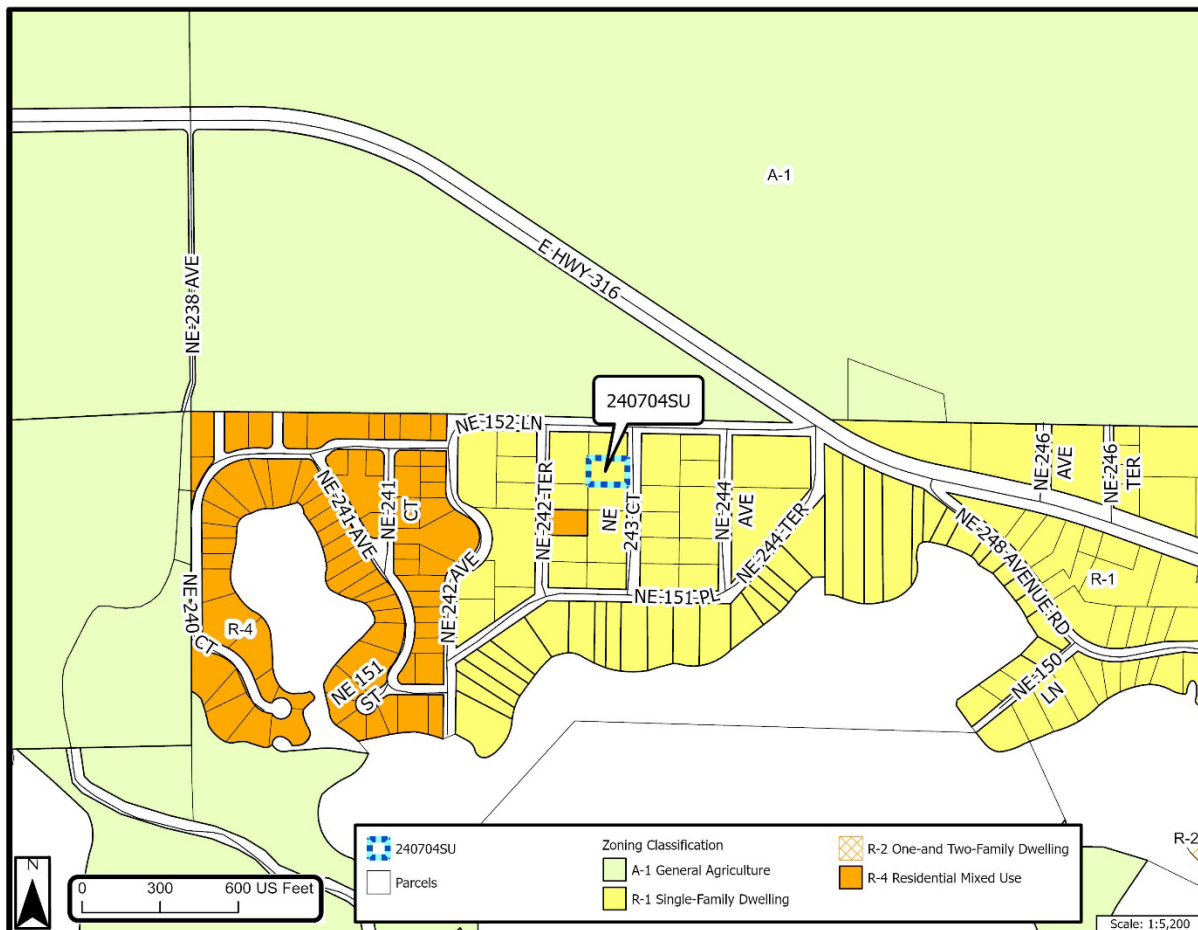 A-1
E HWY 316
NE 238 AVE
240704SU
NE 152 LN
NE 242 TER
NE
243 CT
NE 244
AVE
NE 244 TER
NE 246
AVE
NE 246
TER
NE 241 AVE
NE 241
CT
NE 242 AVE
NE 151 PL
NE 248 AVENUE RD
R-1
NE 240 CT
R-4
NE 151
ST
NE 150
LN
R-2
N
0 300 600 US Feet
240704SU
Parcels
Zoning Classification
A-1 General Agriculture
R-1 Single-Family Dwelling
R-2 One-and Two-Family Dwelling
R-4 Residential Mixed Use
Scale: 1:5,200